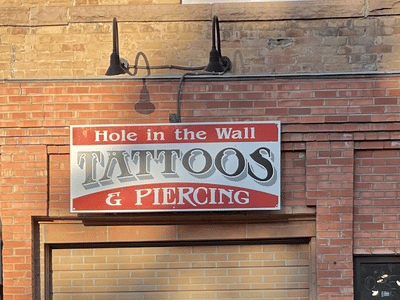 Hole in the Wall
TATTOOS
& PIERCING